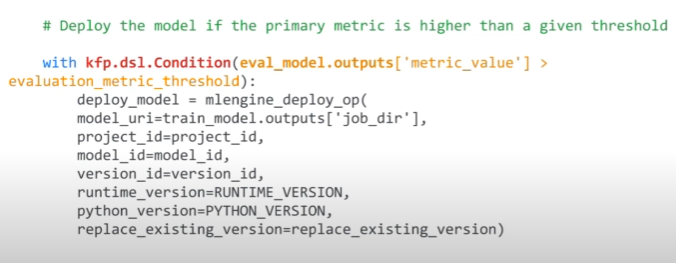 # Deploy the model if the primary metric is higher than a given threshold
with kfp.dsl.Condition(eval_model.outputs['metric_value'] >
evaluation_metric_threshold):
deploy_model = mlengine_deploy_op(
model_uri=train_model.outputs['job_dir'],
project_id=project_id,
model_id=model_id,
version_id=version_id,
runtime_version=RUNTIME_VERSION,
python_version=PYTHON_VERSION,
replace_existing_version=replace_existing_version)